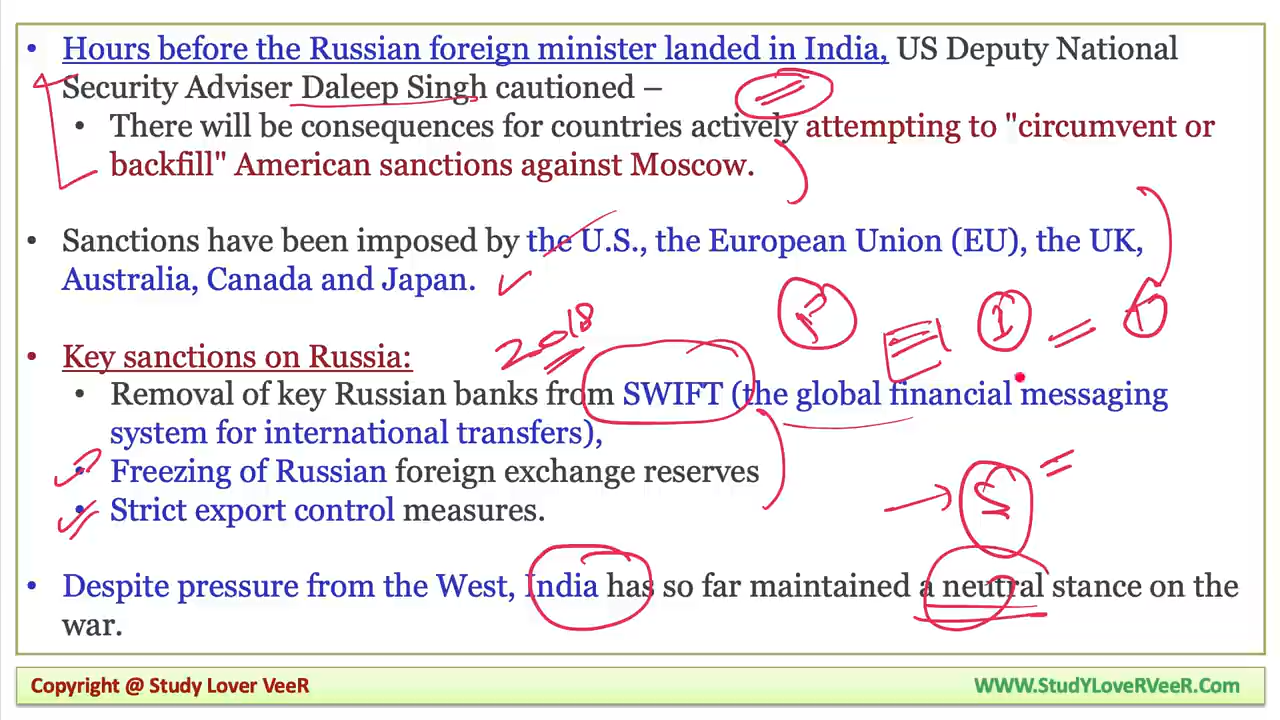 • Hours before the Russian foreign minister landed in India, US Deputy National
Security Adviser Daleep Singh cautioned –
• There will be consequences for countries actively attempting to "circumvent or
backfill" American sanctions against Moscow.
• Sanctions have been imposed by the U.S., the European Union (EU), the UK,
Australia, Canada and Japan.
2018
• Key sanctions on Russia:
• Removal of key Russian banks from SWIFT (the global financial messaging
system for international transfers),
• Freezing of Russian foreign exchange reserves
• Strict export control measures.
• Despite pressure from the West, India has so far maintained a neutral stance on the
war.
Copyright @ Study Lover VeeR
WWW.StudYLoveRVeeR.Com